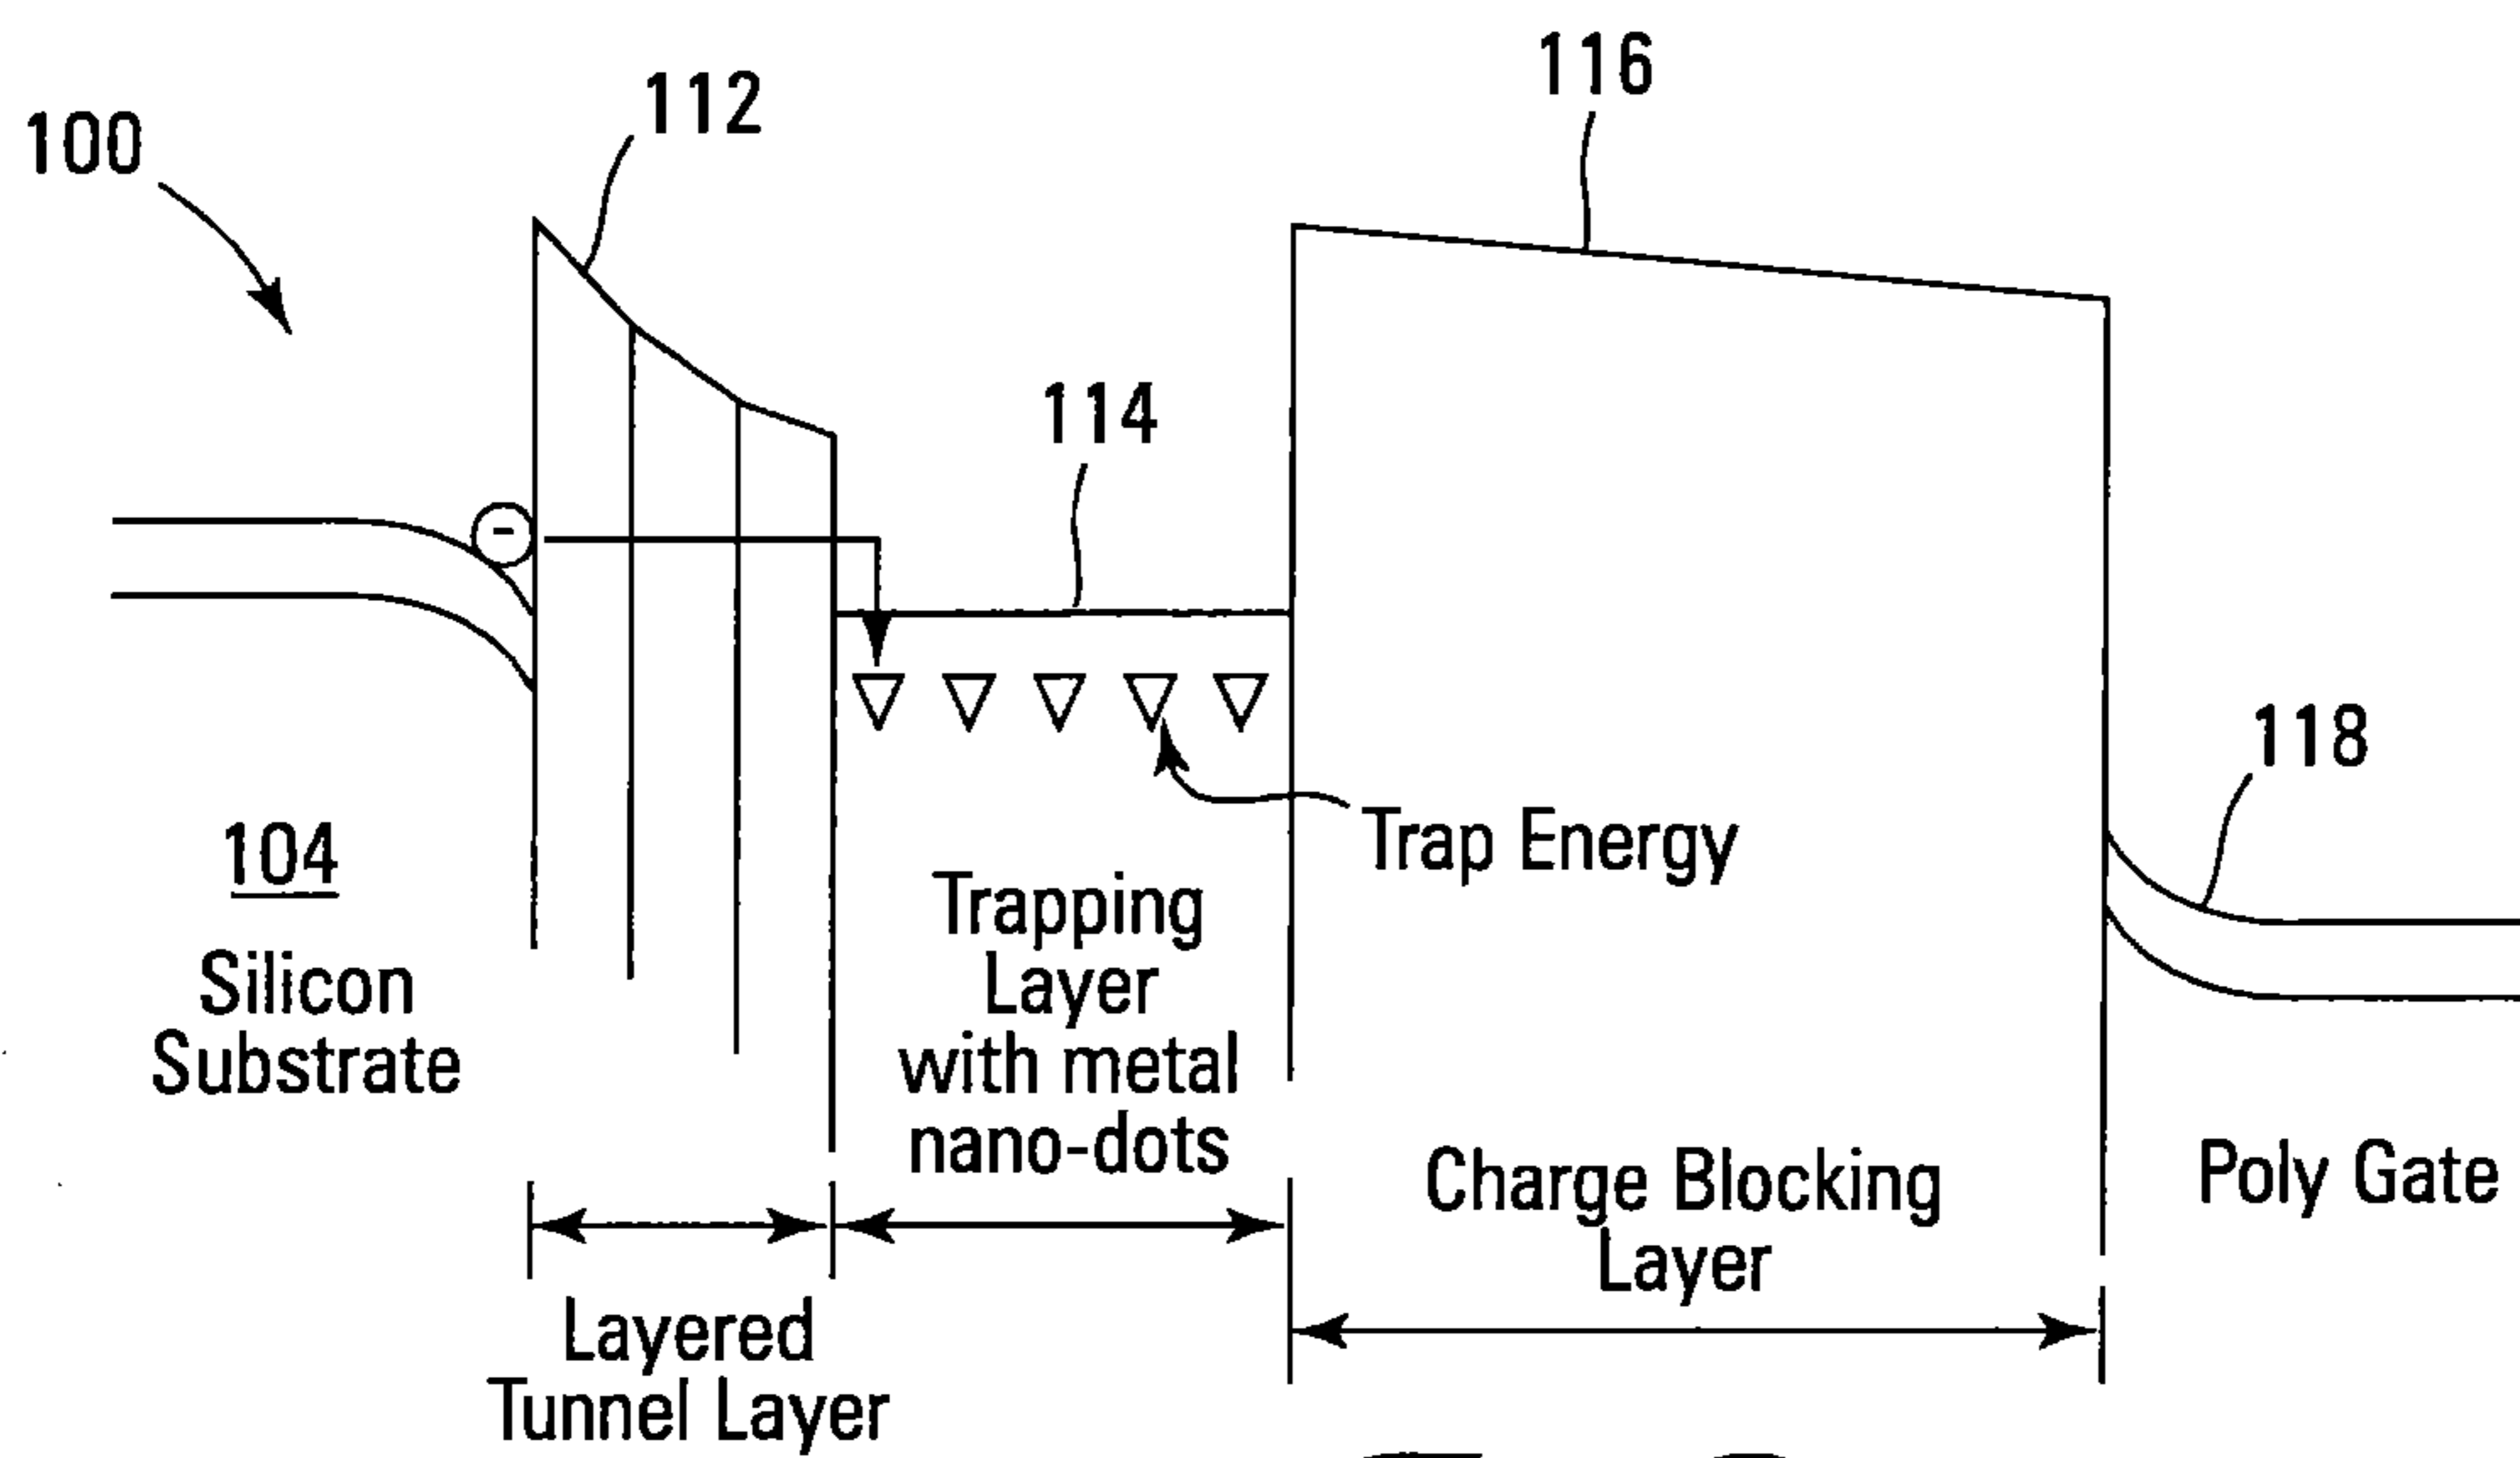 116
112
100
114
118
Trap Energy
104
Silicon
Substrate
Trapping
Layer
with metal
nano-dots
Charge Blocking
Layer
Poly Gate
Layered
Tunnel Layer